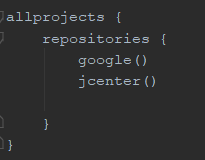 allprojects {
    repositories {
        google()
        jcenter()
    }
}